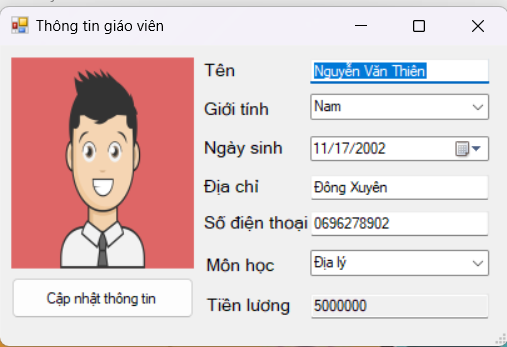 Thông tin giáo viên
Tên Nguyễn Văn Thiên
Giới tính Nam
Ngày sinh 11/17/2002
Địa chỉ Đông Xuyên
Số điện thoại 0696278902
Môn học Địa lý
Cập nhật thông tin
Tiền lương 5000000